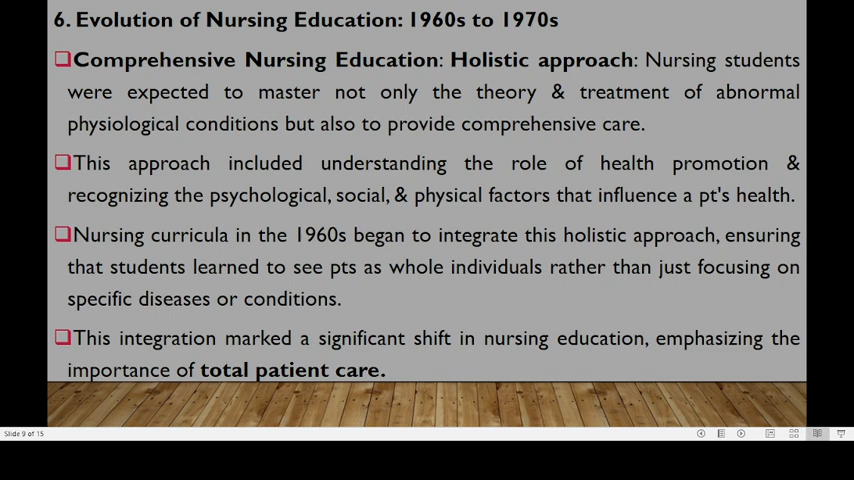 6. Evolution of Nursing Education: 1960s to 1970s
❑Comprehensive Nursing Education: Holistic approach: Nursing students
were expected to master not only the theory & treatment of abnormal
physiological conditions but also to provide comprehensive care.
❑This approach included understanding the role of health promotion &
recognizing the psychological, social, & physical factors that influence a pt's health.
❑Nursing curricula in the 1960s began to integrate this holistic approach, ensuring
that students learned to see pts as whole individuals rather than just focusing on
specific diseases or conditions.
❑This integration marked a significant shift in nursing education, emphasizing the
importance of total patient care.
Slide 9 of 15